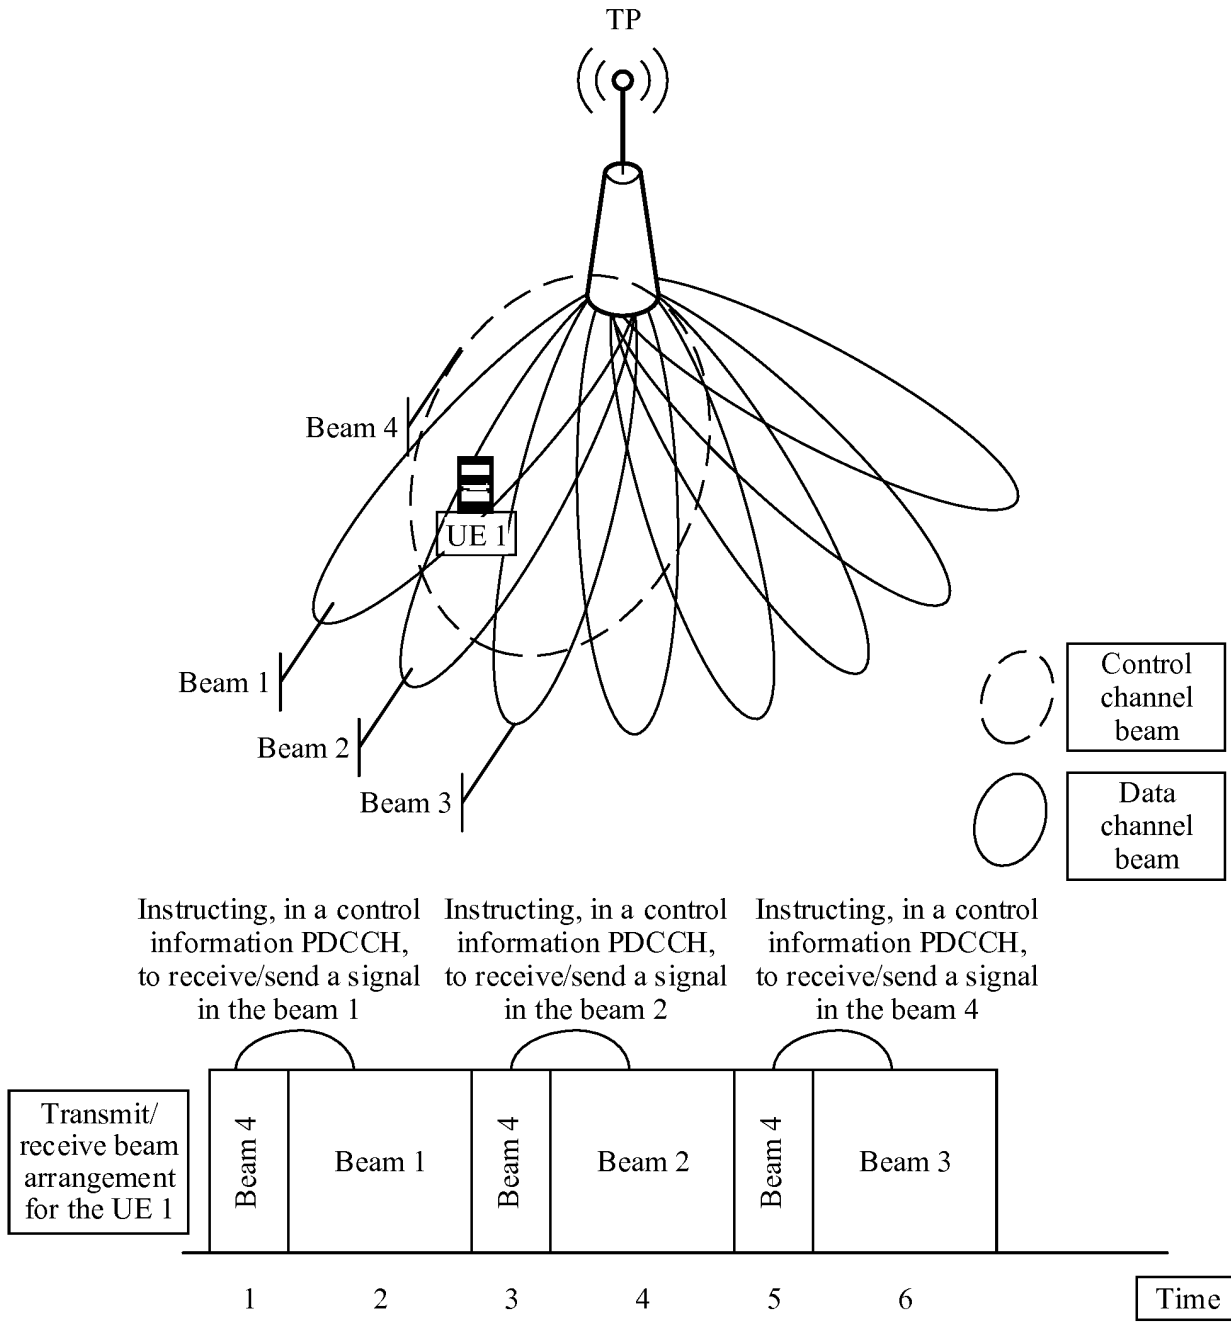 TP
Beam 4
UE 1
Beam 1
Beam 2
Beam 3
Control
channel
beam
Data
channel
beam
Instructing, in a control
information PDCCH,
to receive/send a signal
in the beam 1
Instructing, in a control
information PDCCH,
to receive/send a signal
in the beam 2
Instructing, in a control
information PDCCH,
to receive/send a signal
in the beam 4
Transmit/
receive beam
arrangement
for the UE 1
Beam 4
Beam 1
Beam 4
Beam 2
Beam 4
Beam 3
1
2
3
4
5
6
Time